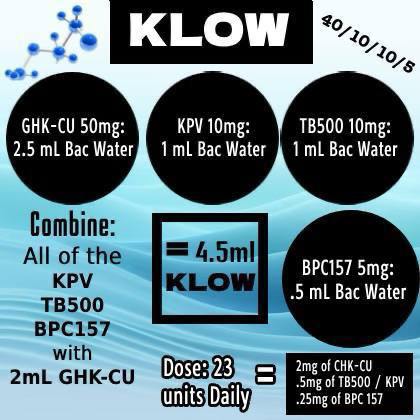 KLOW
40/10/10/5
GHK-CU 50mg:
2.5 mL Bac Water
KPV 10mg:
1 mL Bac Water
TB500 10mg:
1 mL Bac Water
Combine:
All of the
KPV
TB500
BPC157
with
2mL GHK-CU
= 4.5ml
KLOW
BPC157 5mg:
.5 mL Bac Water
Dose: 23
units Daily
=
2mg of CHK-CU
.5mg of TB500 / KPV
.25mg of BPC 157